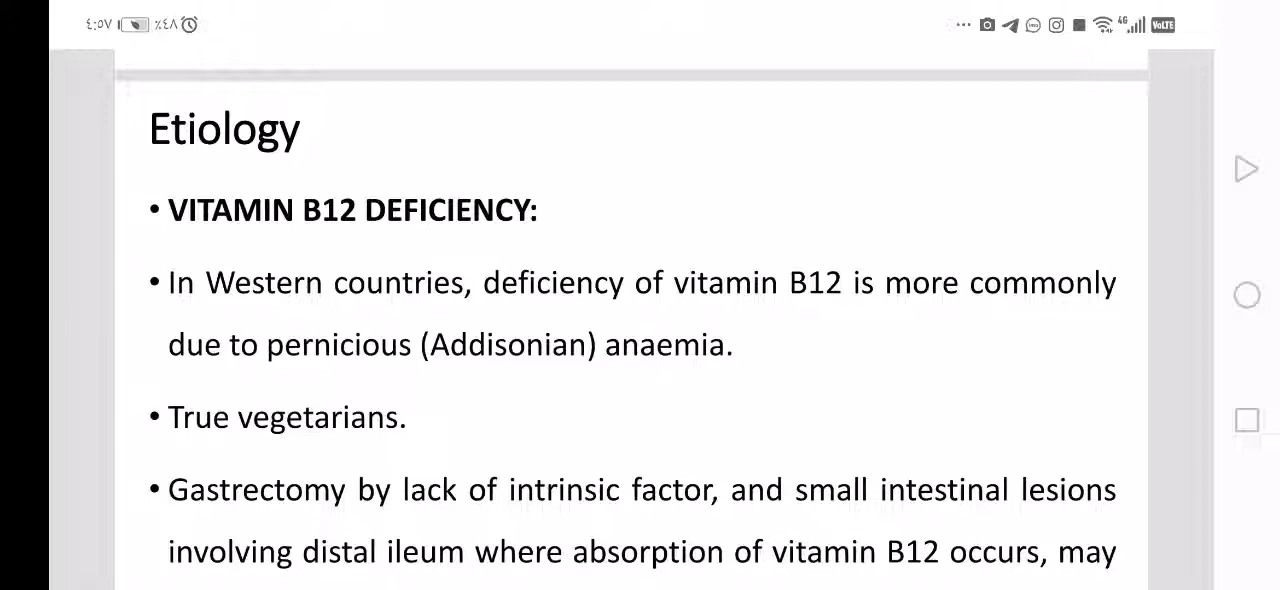 ٤:٥٧ ٪٤٨
4G VoLTE
Etiology
• VITAMIN B12 DEFICIENCY:
• In Western countries, deficiency of vitamin B12 is more commonly
due to pernicious (Addisonian) anaemia.
• True vegetarians.
• Gastrectomy by lack of intrinsic factor, and small intestinal lesions
involving distal ileum where absorption of vitamin B12 occurs, may